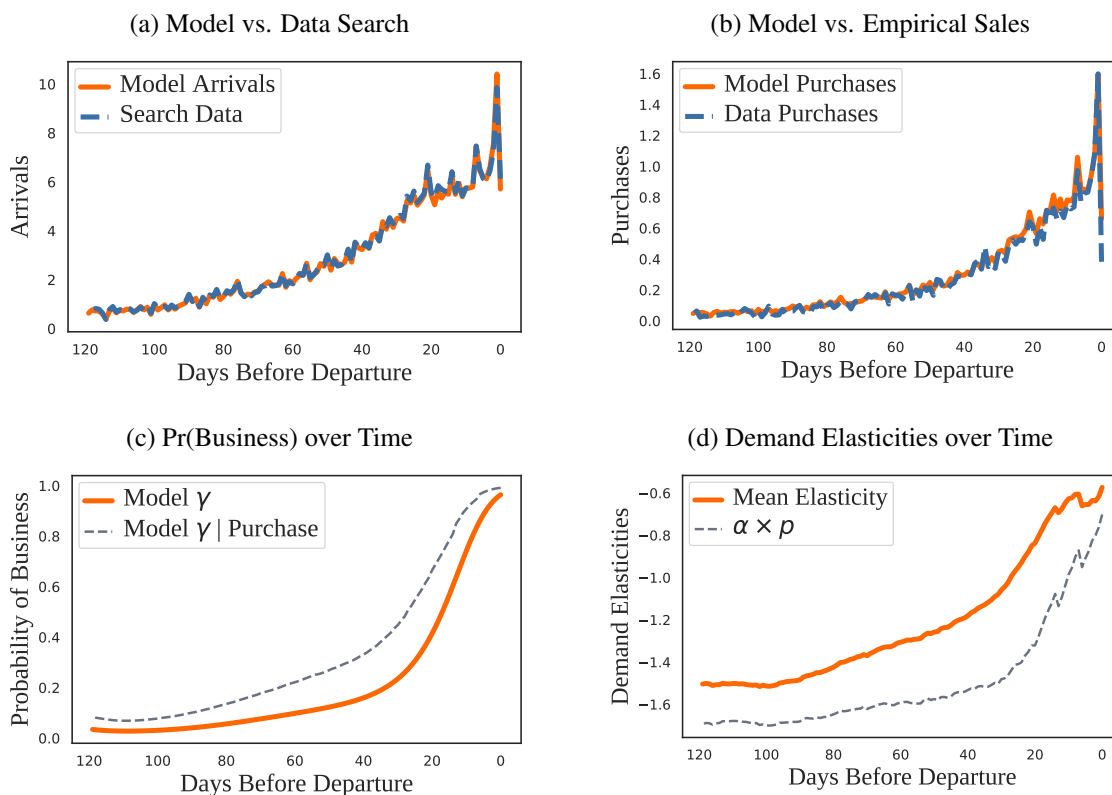 (a) Model vs. Data Search
Model Arrivals
Search Data
Arrivals
10
8
6
4
2
0
120 100 80 60 40 20 0
Days Before Departure
(b) Model vs. Empirical Sales
Model Purchases
Data Purchases
Purchases
1.6
1.4
1.2
1.0
0.8
0.6
0.4
0.2
0.0
120 100 80 60 40 20 0
Days Before Departure
(c) Pr(Business) over Time
Model γ
Model γ | Purchase
Probability of Business
1.0
0.8
0.6
0.4
0.2
0.0
120 100 80 60 40 20 0
Days Before Departure
(d) Demand Elasticities over Time
Mean Elasticity
α × p
Demand Elasticities
−0.6
−0.8
−1.0
−1.2
−1.4
−1.6
120 100 80 60 40 20 0
Days Before Departure